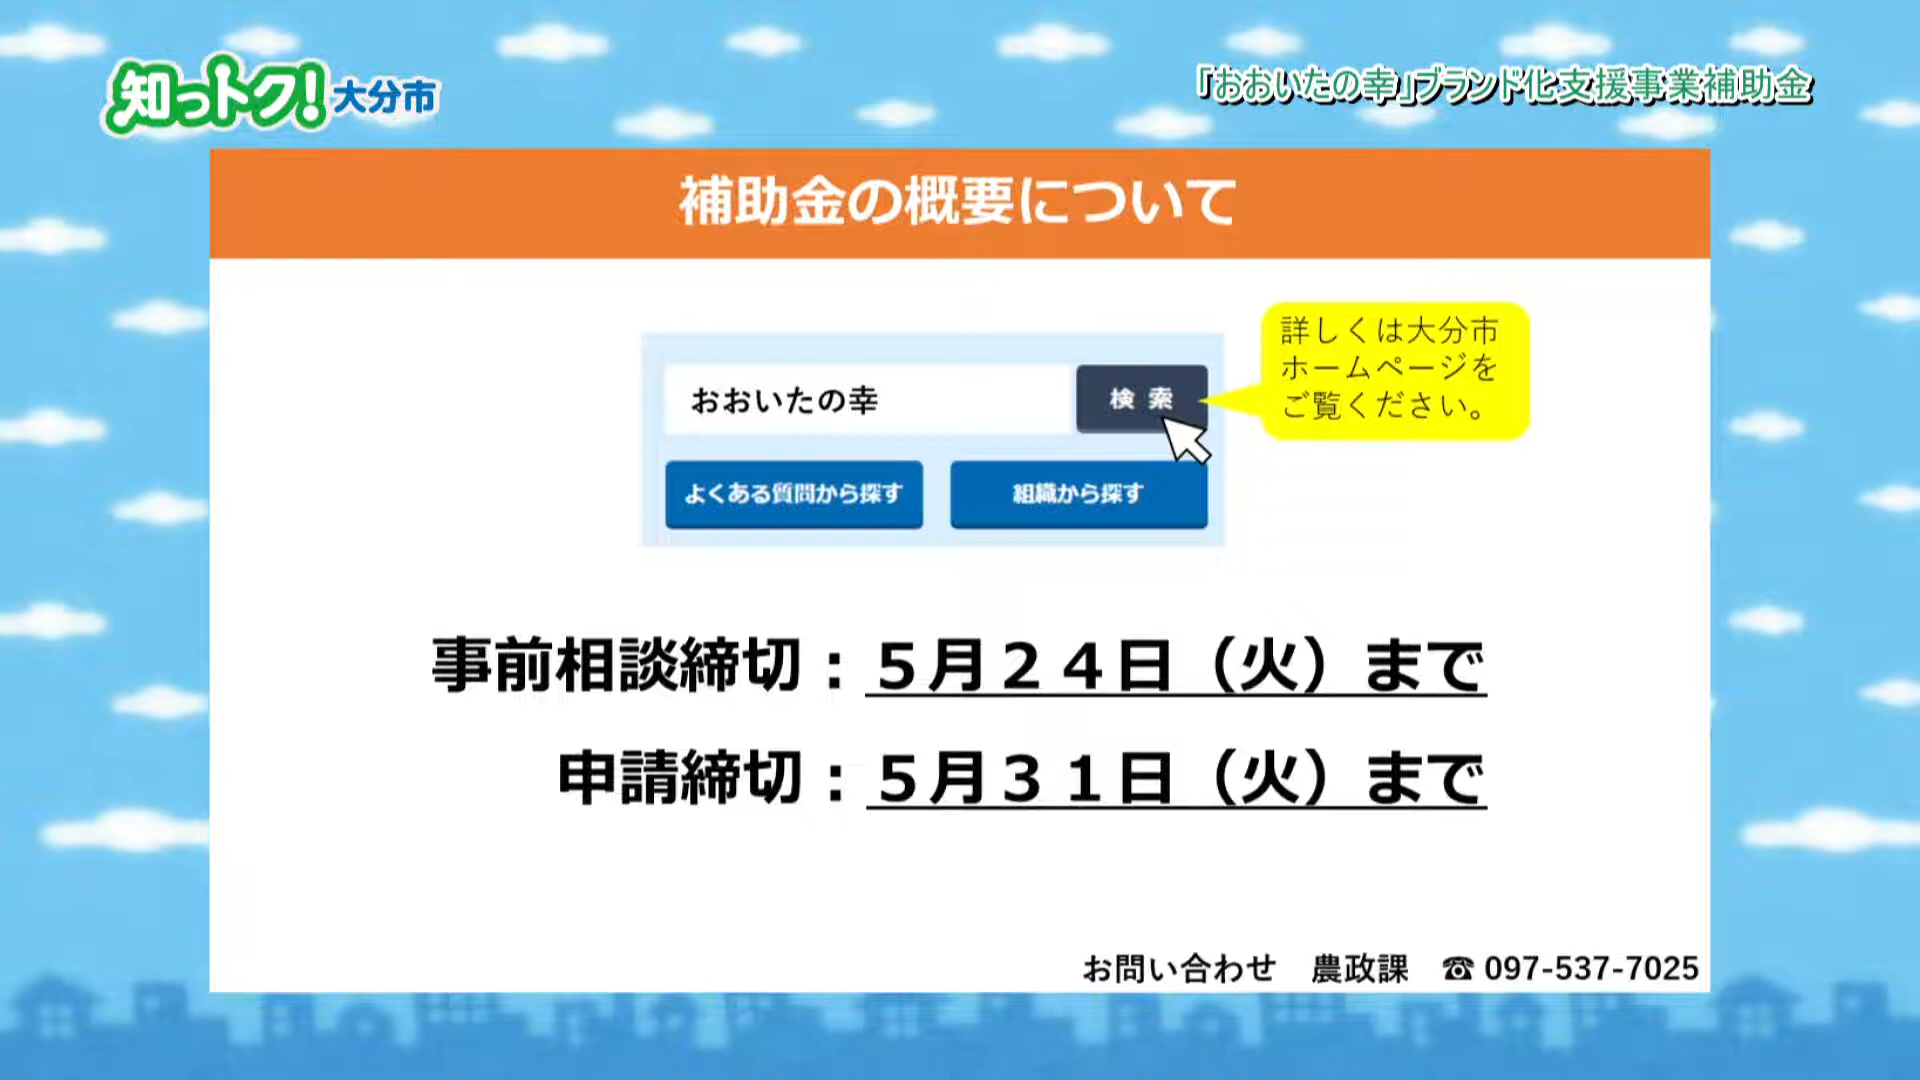 知っトク!大分市
「おおいたの幸」ブランド化支援事業補助金
補助金の概要について
おおいたの幸
検 索
詳しくは大分市
ホームページを
ご覧ください。
よくある質問から探す
組織から探す
事前相談締切：５月２４日（火）まで
申請締切：５月３１日（火）まで
お問い合わせ　農政課　☎ 097-537-7025